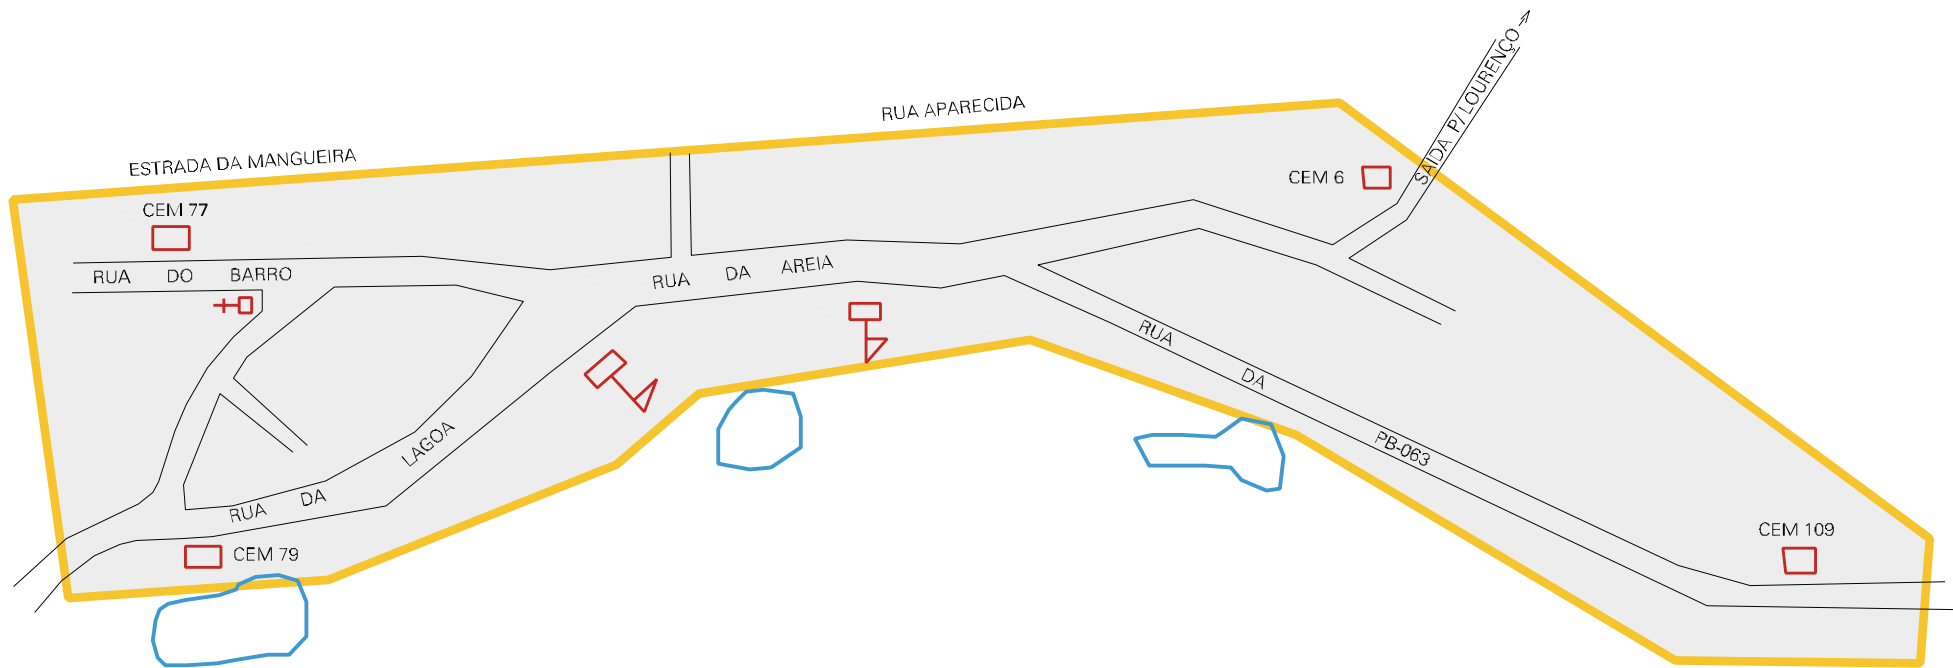 SAIDA P/ LOURENÇO
RUA APARECIDA
ESTRADA DA MANGUEIRA
CEM 6
CEM 77
RUA DO BARRO
RUA DA AREIA
RUA DA PB-063
RUA DA LAGOA
CEM 79
CEM 109